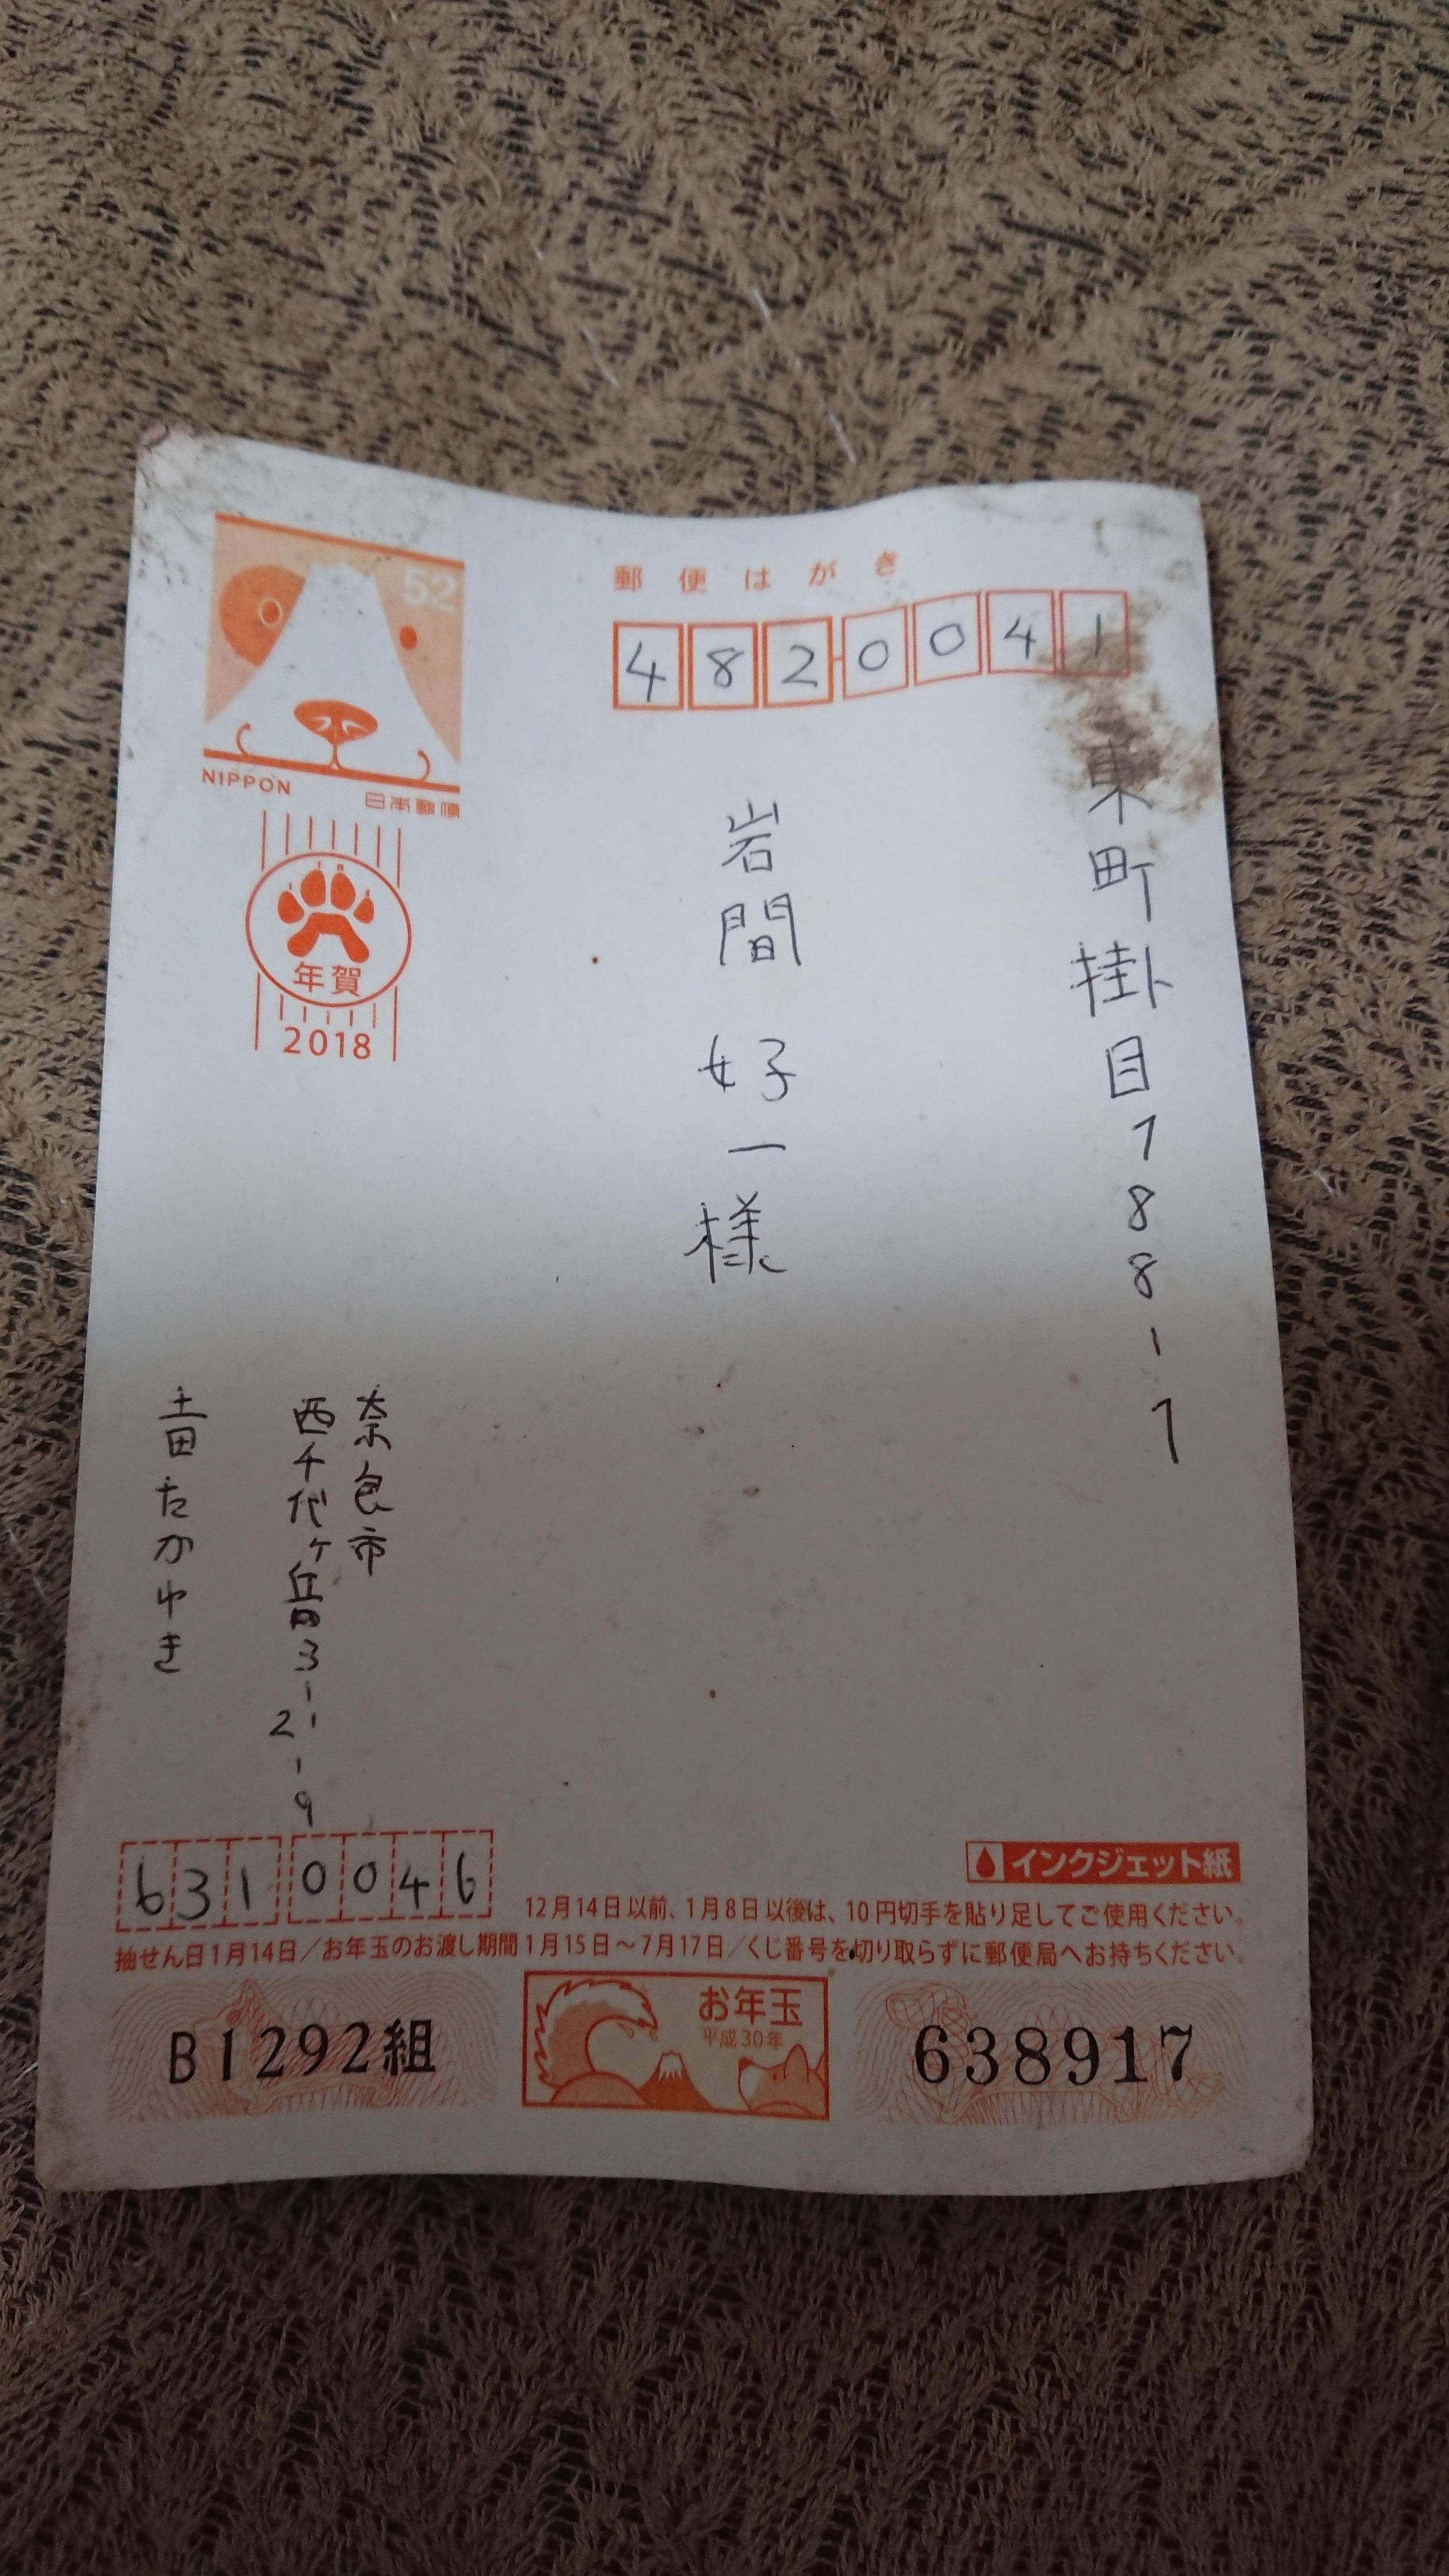 郵便はがき
4820041
東町掛目188-1
岩間好一様
52
NIPPON
日本郵便
年賀
2018
奈良市
西千代ヶ丘3-2-9
たかゆき
6310046
インクジェット紙
12月14日以前、1月8日以後は、10円切手を貼り足してご使用ください。
抽せん日1月14日/お年玉のお渡し期間1月15日~7月17日/くじ番号を切り取らずに郵便局へお持ちください。
B1292組
お年玉
平成30年
638917